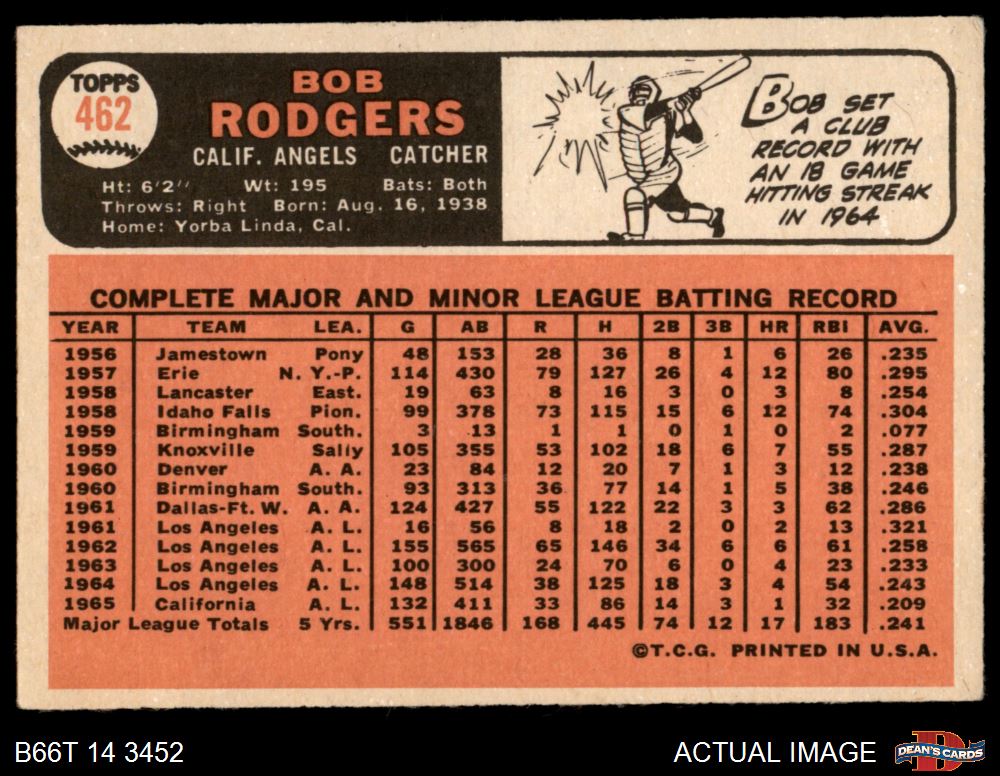 TOPPS
462
BOB
RODGERS
CALIF. ANGELS CATCHER
Ht: 6'2" Wt: 195 Bats: Both
Throws: Right Born: Aug. 16, 1938
Home: Yorba Linda, Cal.
BOB SET
A CLUB
RECORD WITH
AN 18 GAME
HITTING STREAK
IN 1964
COMPLETE MAJOR AND MINOR LEAGUE BATTING RECORD
YEAR TEAM LEA. G AB R H 2B 3B HR RBI AVG.
1956 Jamestown Pony 48 153 28 36 8 1 6 26 .235
1957 Erie N. Y.-P. 114 430 79 127 26 4 12 80 .295
1958 Lancaster East. 19 63 8 16 3 0 3 8 .254
1958 Idaho Falls Pion. 99 378 73 115 15 6 12 74 .304
1959 Birmingham South. 3 13 1 1 0 1 0 2 .077
1959 Knoxville Sally 105 355 53 102 18 6 7 55 .287
1960 Denver A. A. 23 84 12 20 7 1 3 12 .238
1960 Birmingham South. 93 313 36 77 14 1 5 38 .246
1961 Dallas-Ft. W. A. A. 124 427 55 122 22 3 3 62 .286
1961 Los Angeles A. L. 16 56 8 18 2 0 2 13 .321
1962 Los Angeles A. L. 155 565 65 146 34 6 6 61 .258
1963 Los Angeles A. L. 100 300 24 70 6 0 4 23 .233
1964 Los Angeles A. L. 148 514 38 125 18 3 4 54 .243
1965 California A. L. 132 411 33 86 14 3 1 32 .209
Major League Totals 5 Yrs. 551 1846 168 445 74 12 17 183 .241
©T.C.G. PRINTED IN U.S.A.
B66T 14 3452
ACTUAL IMAGE
DEAN'S CARDS